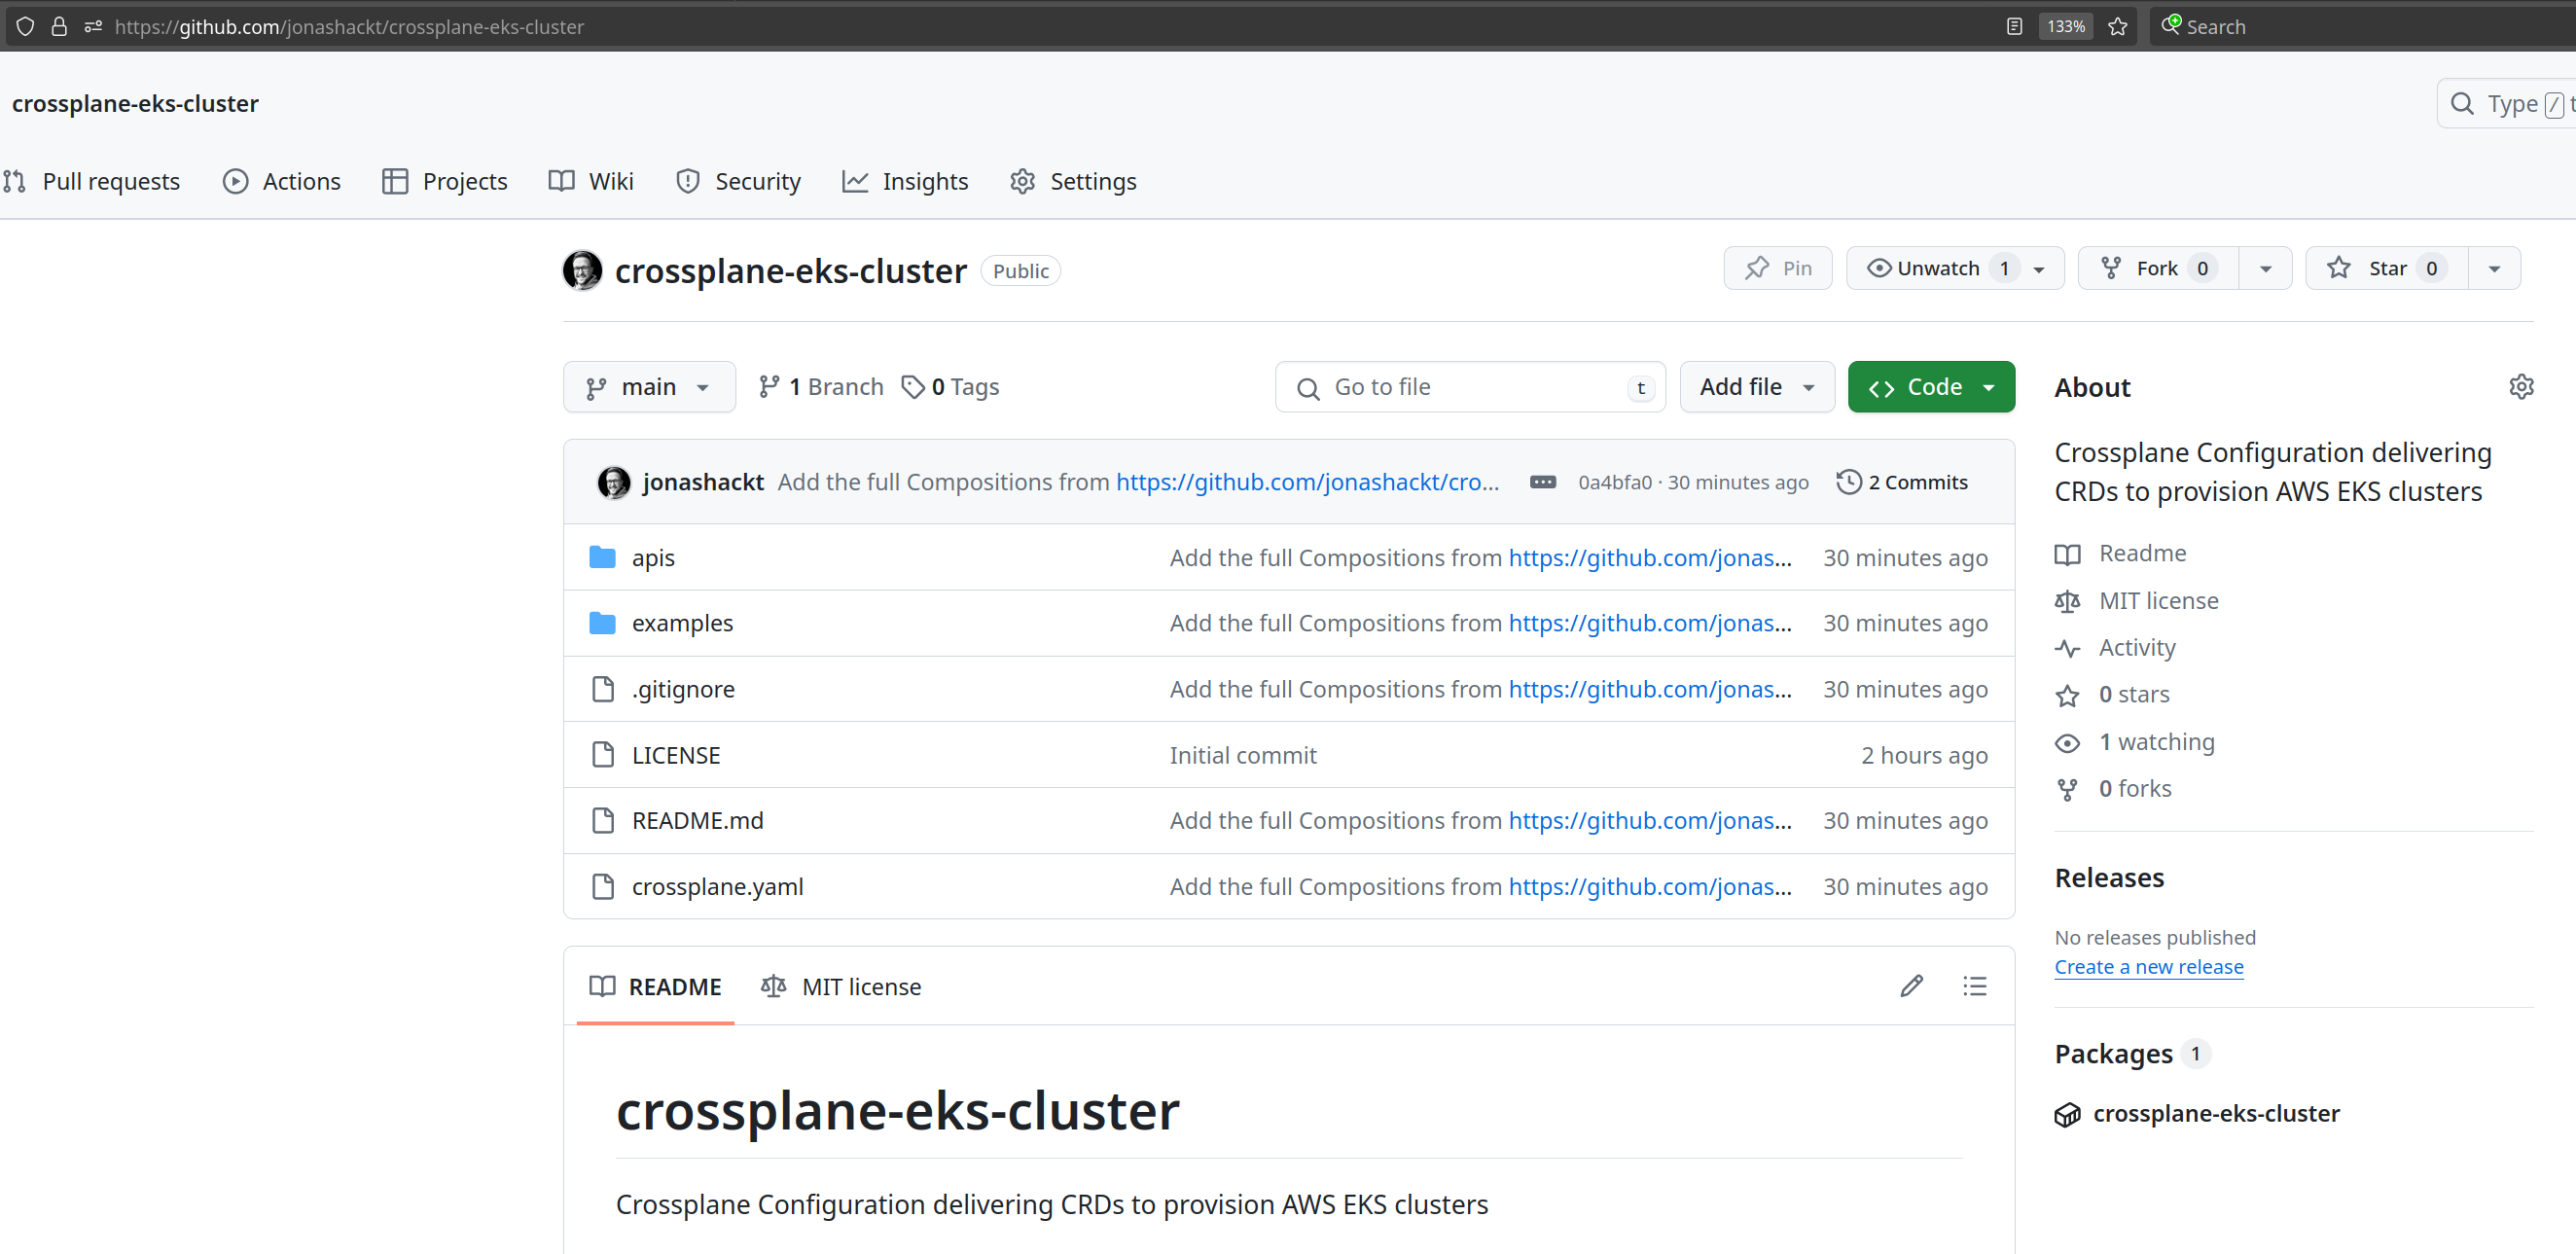 https://github.com/jonashackt/crossplane-eks-cluster 133% Search
crossplane-eks-cluster Type / t
Pull requests Actions Projects Wiki Security Insights Settings
crossplane-eks-cluster Public Pin Unwatch 1 Fork 0 Star 0
main 1 Branch 0 Tags Go to file t Add file Code
About
Crossplane Configuration delivering
CRDs to provision AWS EKS clusters
Readme
MIT license
Activity
0 stars
1 watching
0 forks
Releases
No releases published
Create a new release
Packages 1
crossplane-eks-cluster
jonashackt Add the full Compositions from https://github.com/jonashackt/cro... 0a4bfa0 · 30 minutes ago 2 Commits
apis Add the full Compositions from https://github.com/jonas... 30 minutes ago
examples Add the full Compositions from https://github.com/jonas... 30 minutes ago
.gitignore Add the full Compositions from https://github.com/jonas... 30 minutes ago
LICENSE Initial commit 2 hours ago
README.md Add the full Compositions from https://github.com/jonas... 30 minutes ago
crossplane.yaml Add the full Compositions from https://github.com/jonas... 30 minutes ago
README MIT license
crossplane-eks-cluster
Crossplane Configuration delivering CRDs to provision AWS EKS clusters